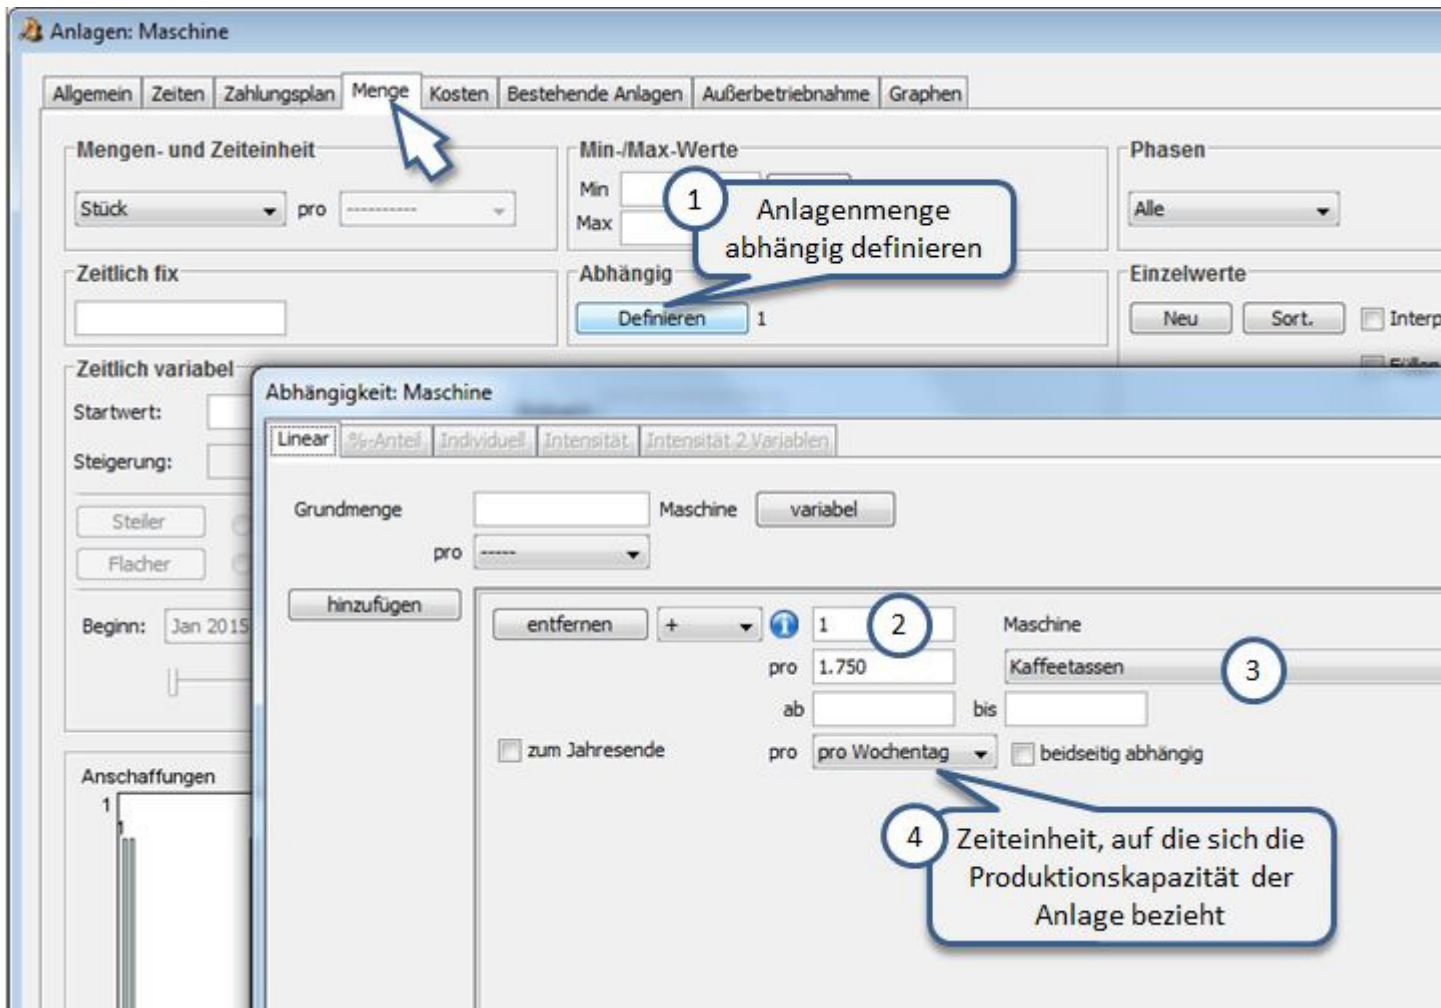 Anlagen: Maschine
Allgemein Zeiten Zahlungsplan Menge Kosten Bestehende Anlagen Außerbetriebnahme Graphen
Mengen- und Zeiteinheit Min-/Max-Werte Phasen
Min
Stück pro ---------- Alle
Max
1 Anlagenmenge
abhängig definieren
Zeitlich fix Abhängig Einzelwerte
Definieren 1 Neu Sort. Interp
Zeitlich variabel
Startwert:
Steigerung:
Steiler
Flacher
Beginn: Jan 2015
Anschaffungen
1
1
Abhängigkeit: Maschine
Linear %-Anteil Individuell Intensität Intensität 2 Variablen
Grundmenge Maschine variabel
pro -----
hinzufügen
entfernen + 1 2 Maschine
pro 1.750 Kaffeetassen 3
ab bis
zum Jahresende pro pro Wochentag beidseitig abhängig
4 Zeiteinheit, auf die sich die
Produktionskapazität der
Anlage bezieht